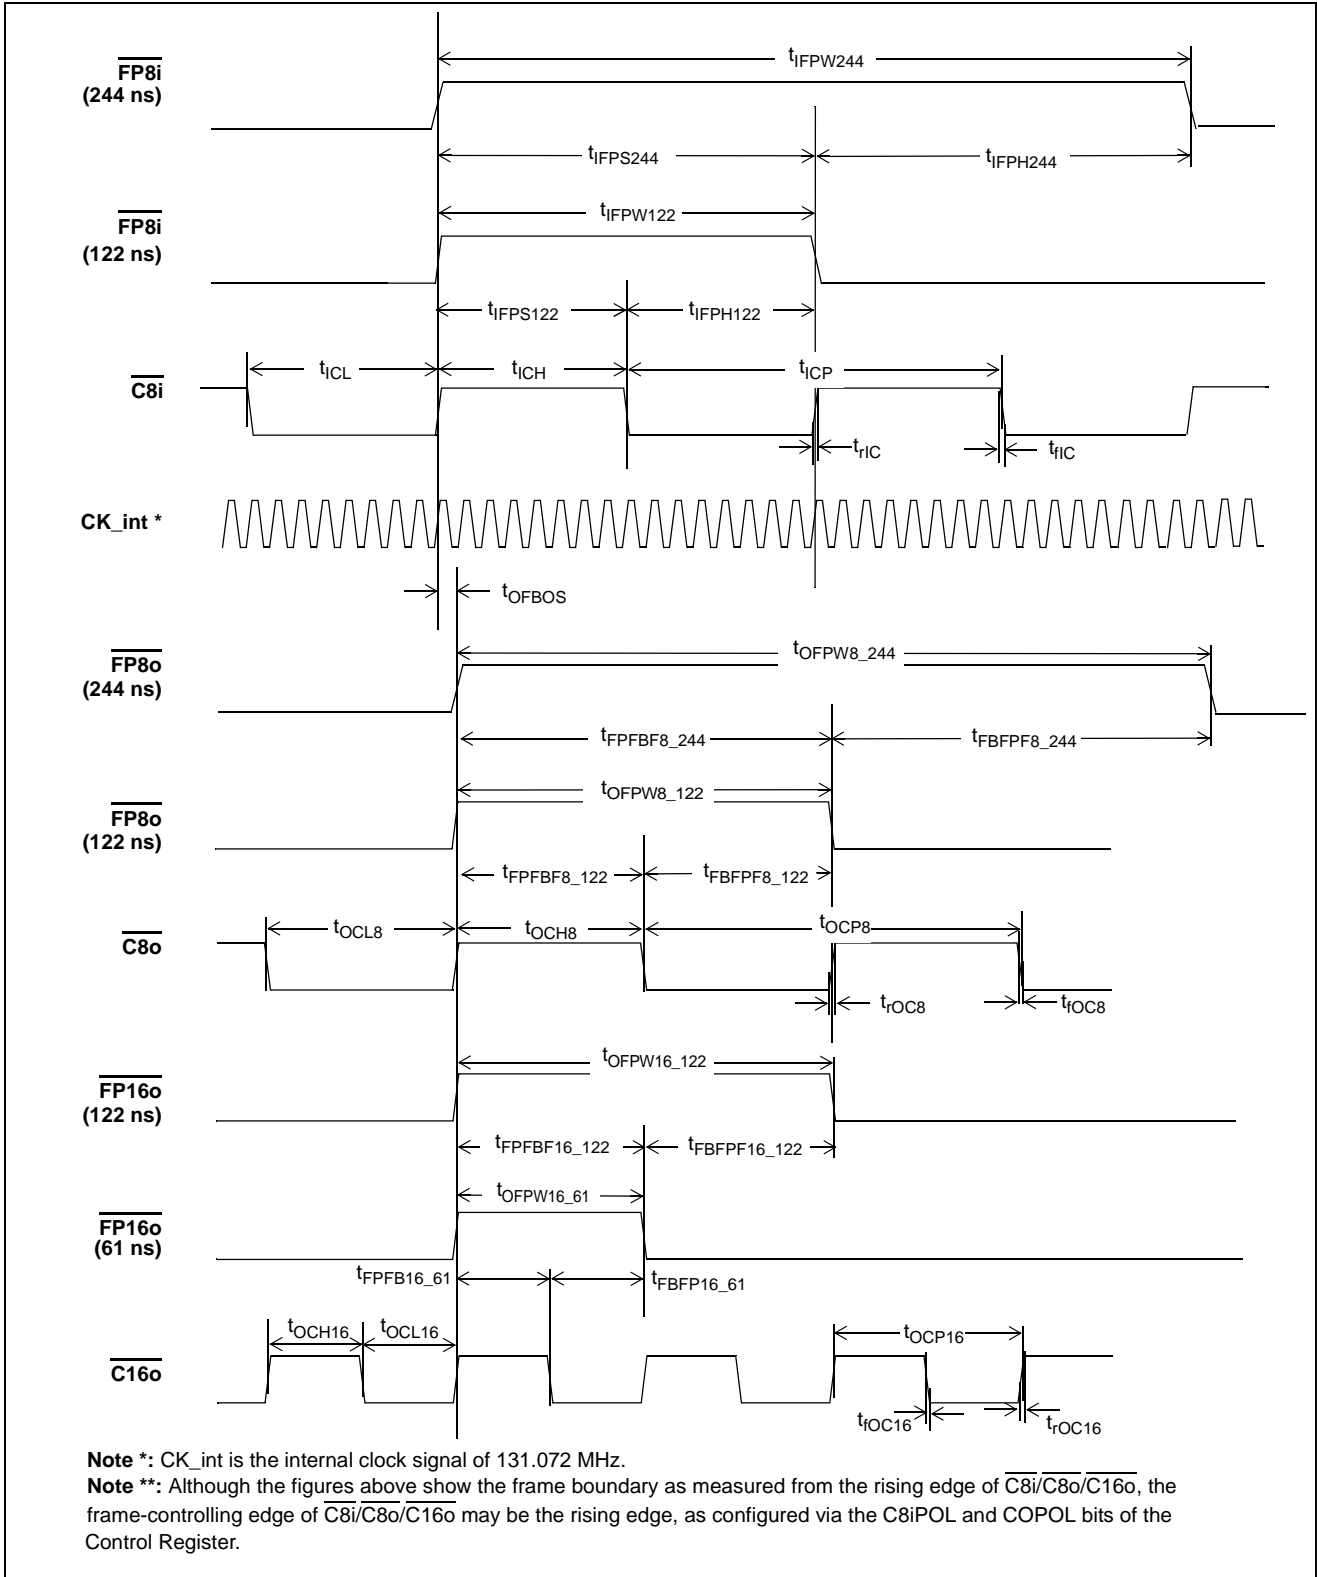 tIFPW244
FP8i
(244 ns)
tIFPS244
tIFPH244
FP8i
(122 ns)
tIFPW122
tIFPS122
tIFPH122
C8i
tICL
tICH
tICP
trIC
tfIC
CK_int *
tOFBOS
FP8o
(244 ns)
tOFPW8_244
tFPFBF8_244
tFBFPF8_244
FP8o
(122 ns)
tOFPW8_122
tFPFBF8_122
tFBFPF8_122
C8o
tOCL8
tOCH8
tOCP8
trOC8
tfOC8
FP16o
(122 ns)
tOFPW16_122
tFPFBF16_122
tFBFPF16_122
FP16o
(61 ns)
tOFPW16_61
tFPFB16_61
tFBFP16_61
C16o
tOCH16
tOCL16
tOCP16
tfOC16
trOC16
Note *: CK_int is the internal clock signal of 131.072 MHz.
Note **: Although the figures above show the frame boundary as measured from the rising edge of C8i/C8o/C16o, the
frame-controlling edge of C8i/C8o/C16o may be the rising edge, as configured via the C8iPOL and COPOL bits of the
Control Register.